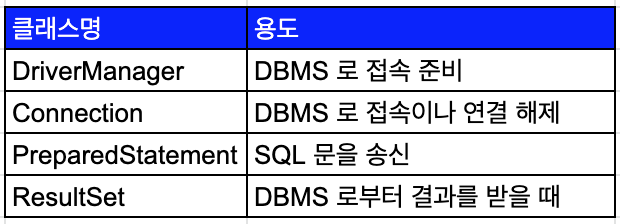 클래스명 용도
DriverManager DBMS 로 접속 준비
Connection DBMS 로 접속이나 연결 해제
PreparedStatement SQL 문을 송신
ResultSet DBMS 로부터 결과를 받을 때